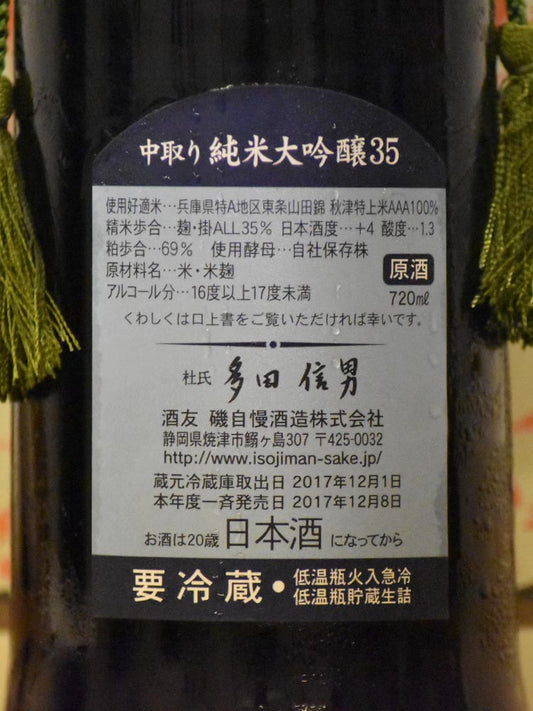 中取り 純米大吟醸35
使用好適米…兵庫県特A地区東条山田錦 秋津特上米AAA100%
精米歩合…麹・掛ALL35% 日本酒度…+4 酸度…1.3
粕歩合…69% 使用酵母…自社保存株
原材料名…米・米麹
原酒
アルコール分…16度以上17度未満
720㎖
くわしくは口上書をご覧いただければ幸いです。
杜氏 多田 信男
酒友 磯自慢酒造株式会社
静岡県焼津市鰯ヶ島307 〒425-0032
http://www.isojiman-sake.jp/
蔵元冷蔵庫取出日 2017年12月1日
本年度一斉発売日 2017年12月8日
お酒は20歳 日本酒 になってから
要冷蔵・低温瓶火入急冷
低温瓶貯蔵生詰